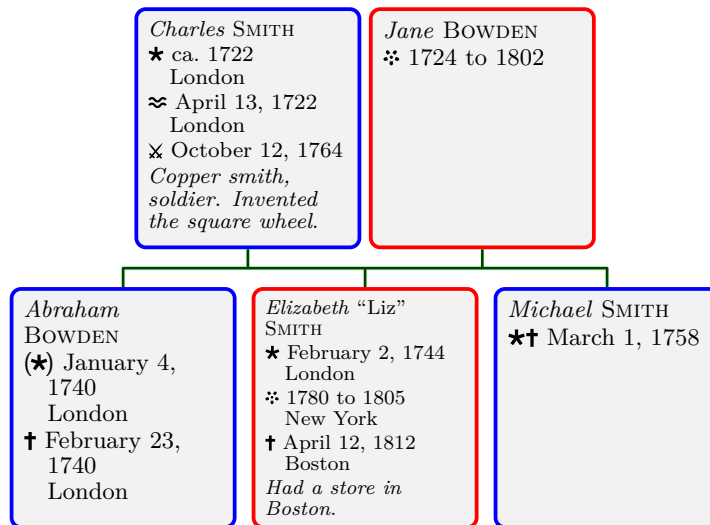 Charles SMITH
★ ca. 1722
London
≈ April 13, 1722
London
⚔ October 12, 1764
Copper smith,
soldier. Invented
the square wheel.
Jane BOWDEN
⁘ 1724 to 1802
Abraham
BOWDEN
(★) January 4,
1740
London
† February 23,
1740
London
Elizabeth “Liz”
SMITH
★ February 2, 1744
London
⁘ 1780 to 1805
New York
† April 12, 1812
Boston
Had a store in
Boston.
Michael SMITH
★† March 1, 1758